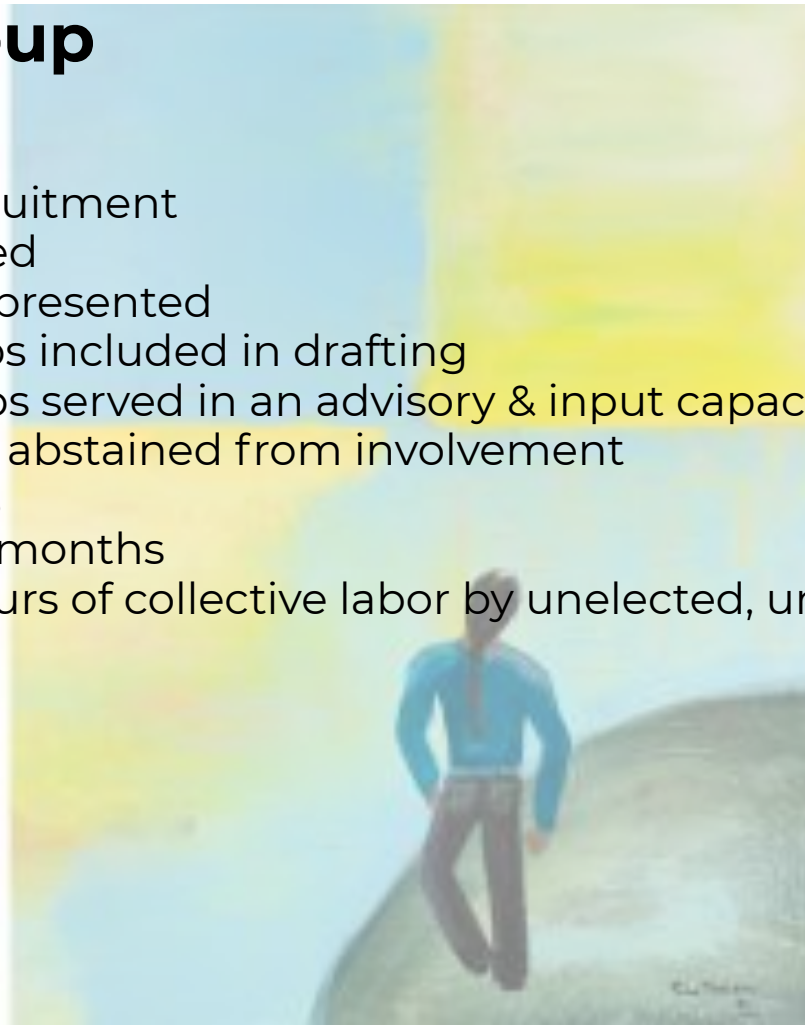 oup
uitment
ed
presented
os included in drafting
os served in an advisory & input capac
abstained from involvement
months
urs of collective labor by unelected, un